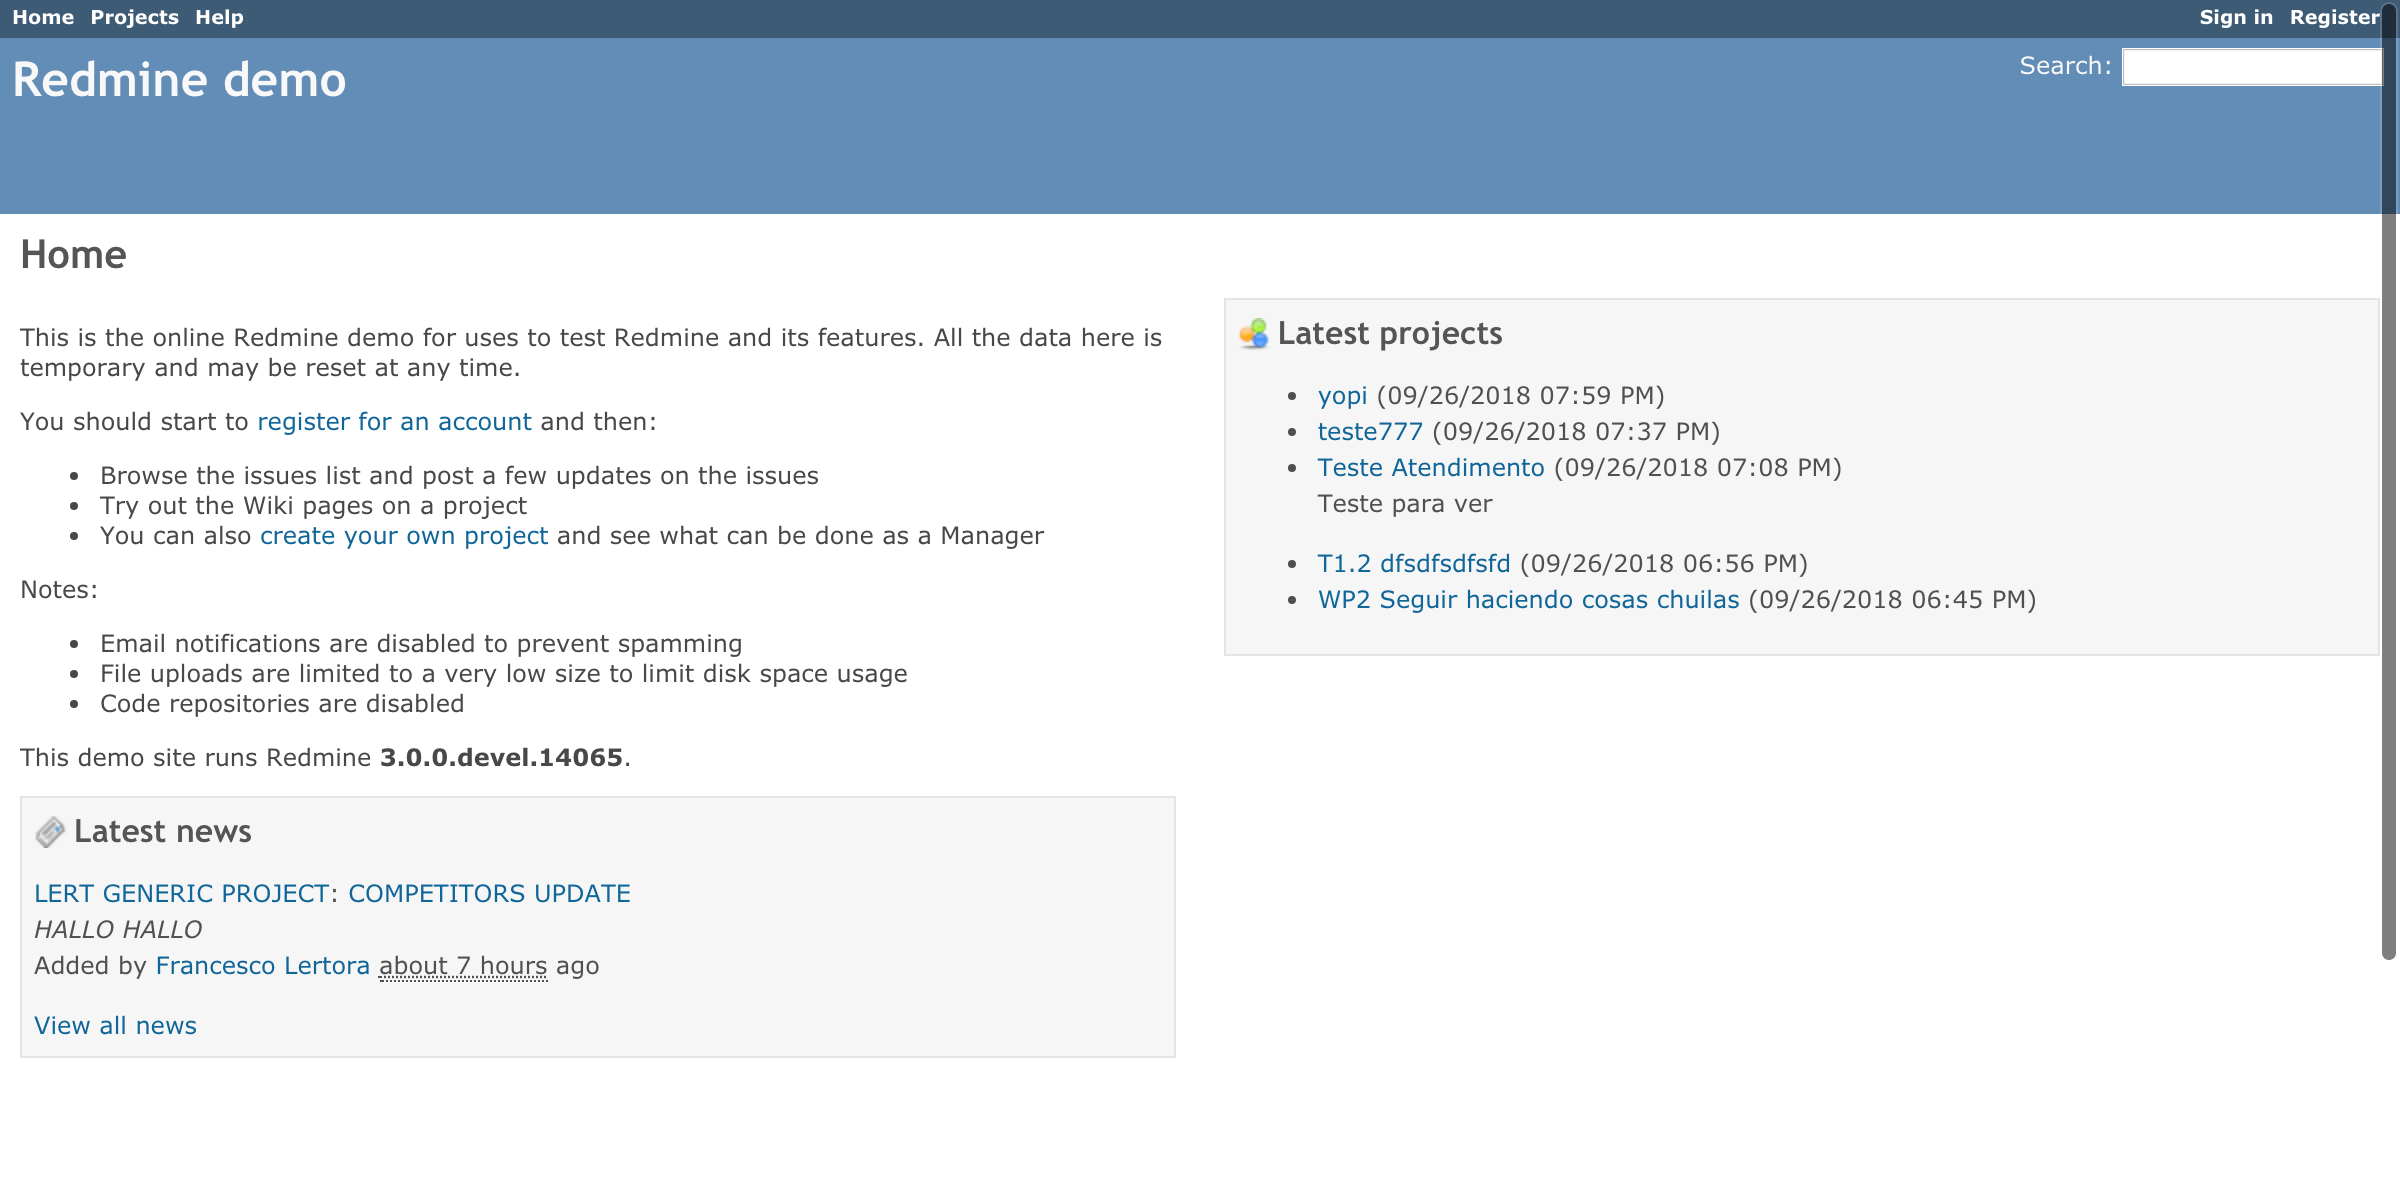 Home Projects Help
Sign in Register
Redmine demo
Search:
Home
This is the online Redmine demo for uses to test Redmine and its features. All the data here is
temporary and may be reset at any time.
You should start to register for an account and then:
Browse the issues list and post a few updates on the issues
Try out the Wiki pages on a project
You can also create your own project and see what can be done as a Manager
Notes:
Email notifications are disabled to prevent spamming
File uploads are limited to a very low size to limit disk space usage
Code repositories are disabled
This demo site runs Redmine 3.0.0.devel.14065.
Latest news
LERT GENERIC PROJECT: COMPETITORS UPDATE
HALLO HALLO
Added by Francesco Lertora about 7 hours ago
View all news
Latest projects
yopi (09/26/2018 07:59 PM)
teste777 (09/26/2018 07:37 PM)
Teste Atendimento (09/26/2018 07:08 PM)
Teste para ver
T1.2 dfsdfsdfsfd (09/26/2018 06:56 PM)
WP2 Seguir haciendo cosas chuilas (09/26/2018 06:45 PM)